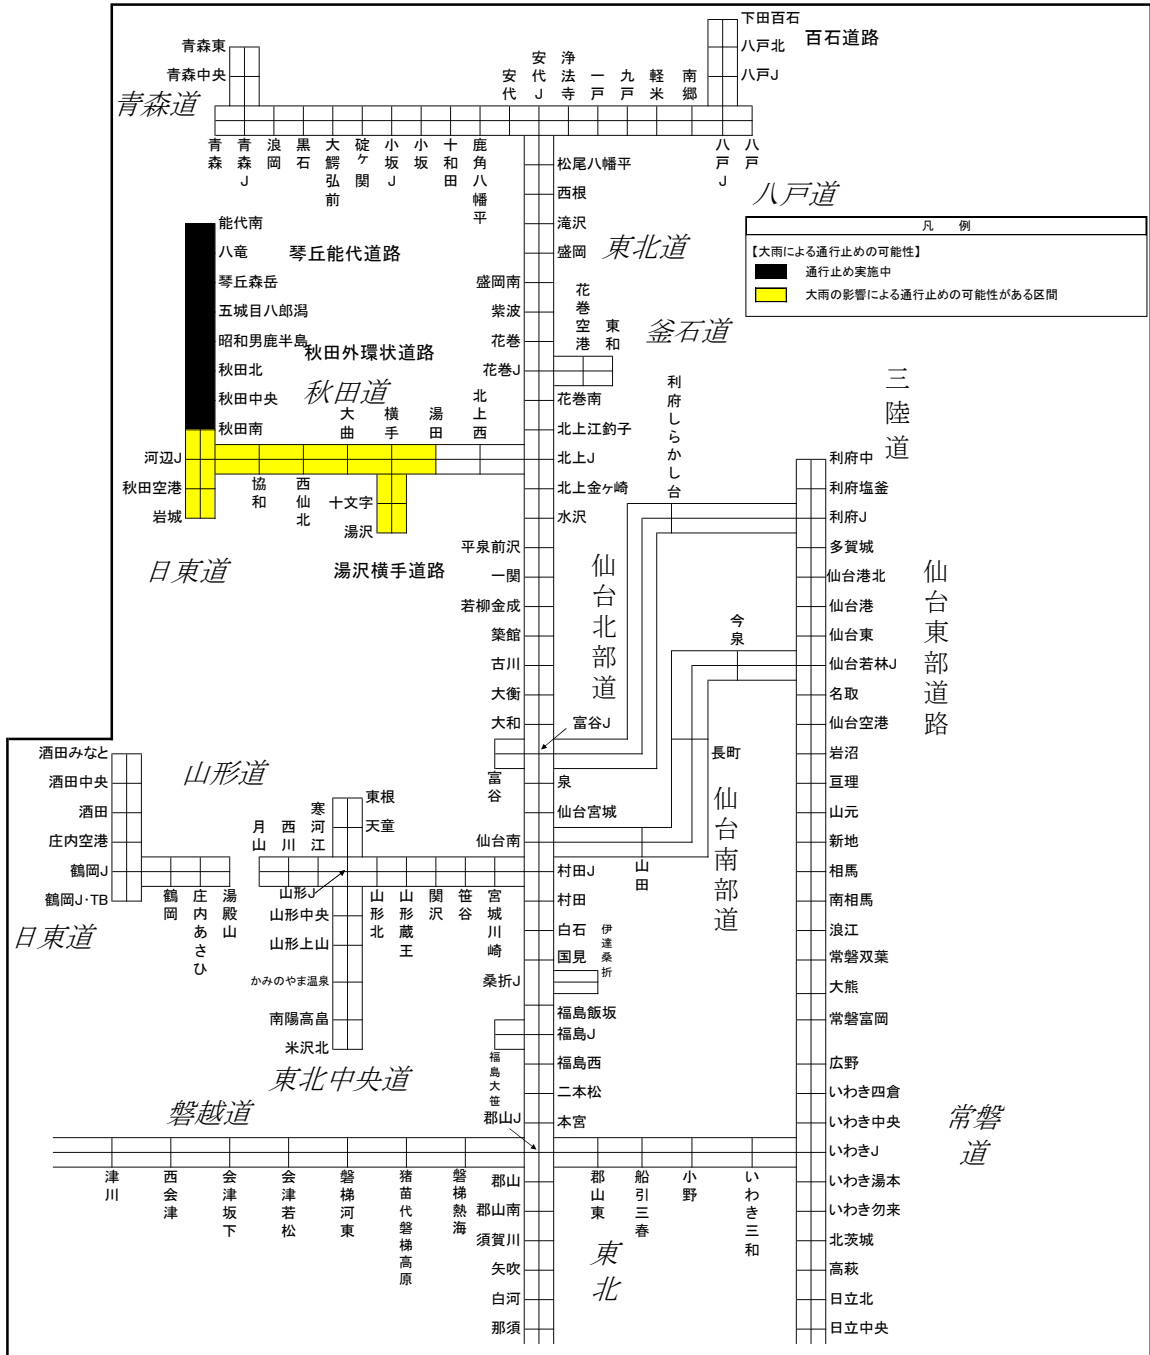 下田百石
百石道路
青森東
八戸北
青森中央
八戸J
青森道
安代
安代J
浄法寺
一戸
九戸
軽米
南郷
青森
青森J
浪岡
黒石
大鰐弘前
碇ケ関
小坂J
小坂
十和田
鹿角八幡平
八戸J
八戸
八戸道
松尾八幡平
西根
滝沢
盛岡
東北道
盛岡南
紫波
花巻
花巻J
花巻空港
東和
釜石道
花巻南
北上江釣子
北上J
北上金ヶ崎
水沢
凡 例
【大雨による通行止めの可能性】
通行止め実施中
大雨の影響による通行止めの可能性がある区間
能代南
八竜
琴丘能代道路
琴丘森岳
五城目八郎潟
昭和男鹿半島
秋田外環状道路
秋田北
秋田道
秋田中央
秋田南
大曲
横手
湯田
北上西
河辺J
秋田空港
岩城
協和
西仙北
十文字
湯沢
日東道
湯沢横手道路
平泉前沢
一関
若柳金成
築館
古川
大衡
大和
富谷J
富谷
泉
仙台宮城
仙台南
仙台北部道
利府しらかし台
三陸道
利府中
利府塩釜
利府J
多賀城
仙台港北
仙台港
仙台東
仙台若林J
名取
仙台空港
岩沼
亘理
山元
新地
相馬
南相馬
浪江
常磐双葉
大熊
常磐富岡
広野
いわき四倉
いわき中央
いわきJ
いわき湯本
いわき勿来
北茨城
高萩
日立北
日立中央
仙台東部道路
今泉
長町
山田
仙台南部道
常磐道
酒田みなと
酒田中央
酒田
庄内空港
鶴岡J
鶴岡J・TB
日東道
鶴岡
庄内あさひ
湯殿山
山形道
月山
西川
寒河江
東根
天童
山形J
山形中央
山形上山
かみのやま温泉
南陽高畠
米沢北
東北中央道
山形北
山形蔵王
関沢
笹谷
宮城川崎
村田J
村田
白石
国見
伊達桑折
桑折J
福島飯坂
福島J
福島大笹
福島西
二本松
本宮
郡山J
磐越道
津川
西会津
会津坂下
会津若松
磐梯河東
猪苗代磐梯高原
磐梯熱海
郡山
郡山南
須賀川
矢吹
白河
那須
郡山東
船引三春
小野
いわき三和
東北